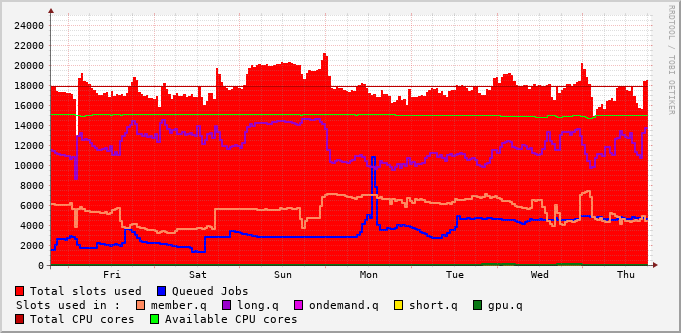 24000
22000
20000
18000
16000
14000
12000
10000
8000
6000
4000
2000
0
Fri Sat Sun Mon Tue Wed Thu
RRDTOOL / TOBI OETIKER
Total slots used Queued Jobs
Slots used in : member.q long.q ondemand.q short.q gpu.q
Total CPU cores Available CPU cores